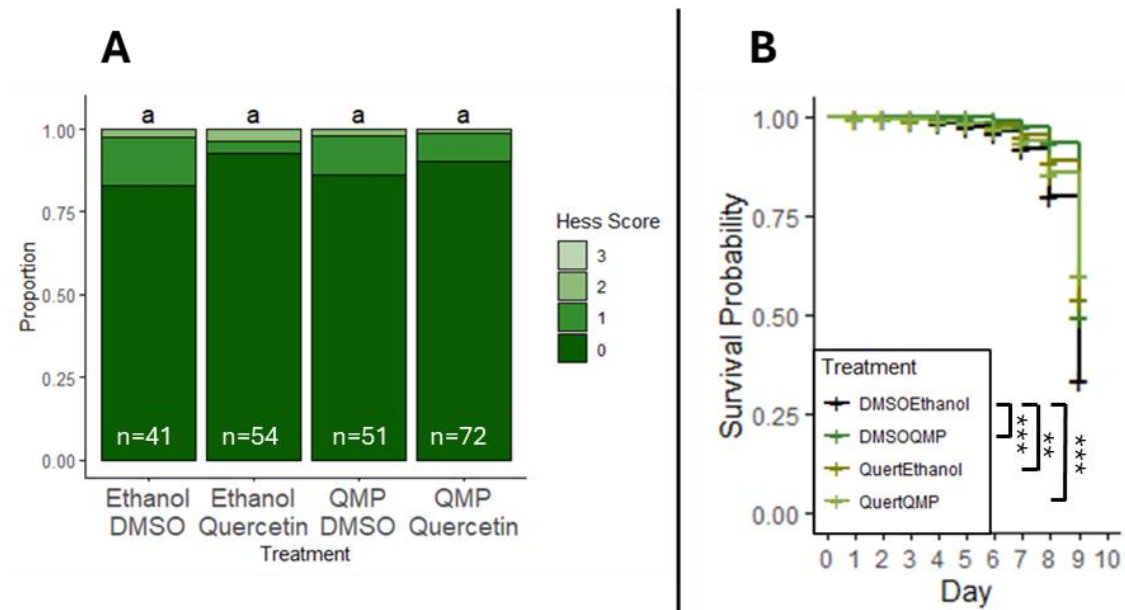 A
a a a a
1.00
0.75
0.50
0.25
0.00
Proportion
n=41 n=54 n=51 n=72
Ethanol Ethanol QMP QMP
DMSO Quercetin DMSO Quercetin
Treatment
Hess Score
3
2
1
0
B
1.00
0.75
0.50
0.25
0.00
Survival Probability
Treatment
DMSOEthanol
DMSOQMP
QuertEthanol
QuertQMP
***
**
***
0 1 2 3 4 5 6 7 8 9 10
Day